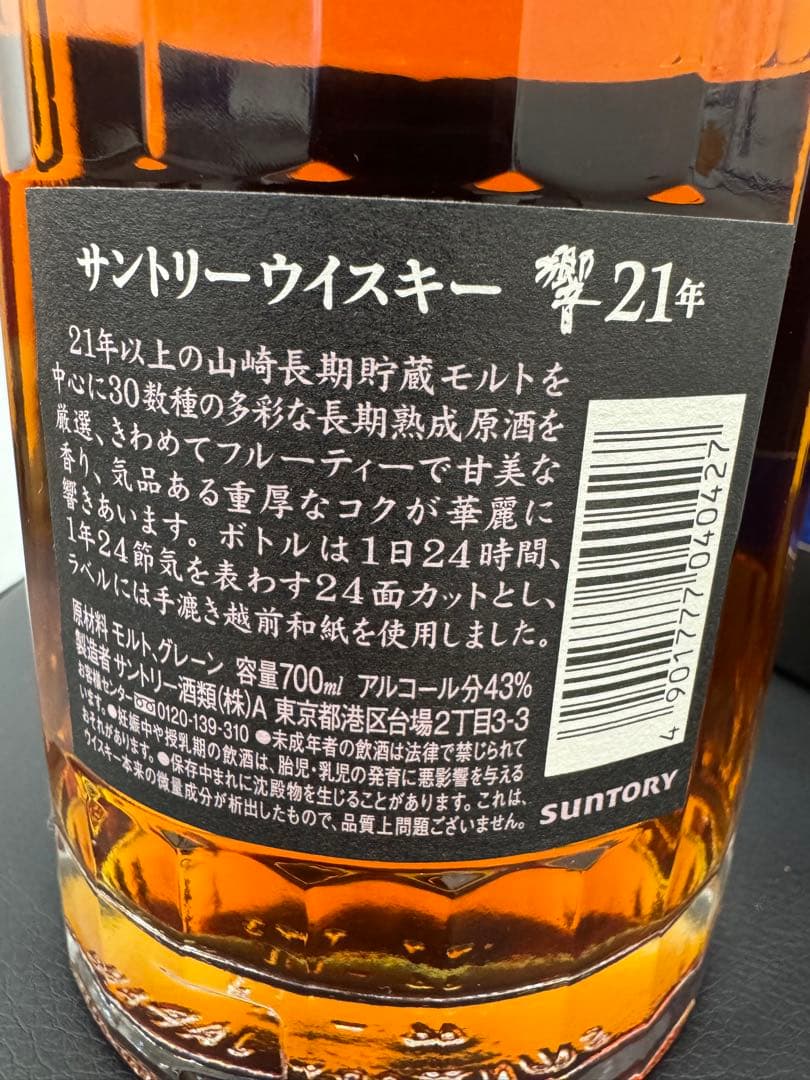 サントリーウイスキー 響 21年
21年以上の山崎長期貯蔵モルトを
中心に30数種の多彩な長期熟成原酒を
厳選、きわめてフルーティーで甘美な
香り、気品ある重厚なコクが華麗に
響きあいます。ボトルは1日24時間、
1年24節気を表わす24面カットとし、
ラベルには手漉き越前和紙を使用しました。
原材料 モルト、グレーン 容量700ml アルコール分43%
製造者 サントリー酒類(株)A 東京都港区台場2丁目3-3
お客様センター 0120-139-310 ●未成年者の飲酒は法律で禁じられて
います。●妊娠中や授乳期の飲酒は、胎児・乳児の発育に悪影響を与える
おそれがあります。●保存中まれに沈殿物を生じることがあります。これは、
ウイスキー本来の微量成分が析出したもので、品質上問題ございません。
4 901777 040427
SUNTORY